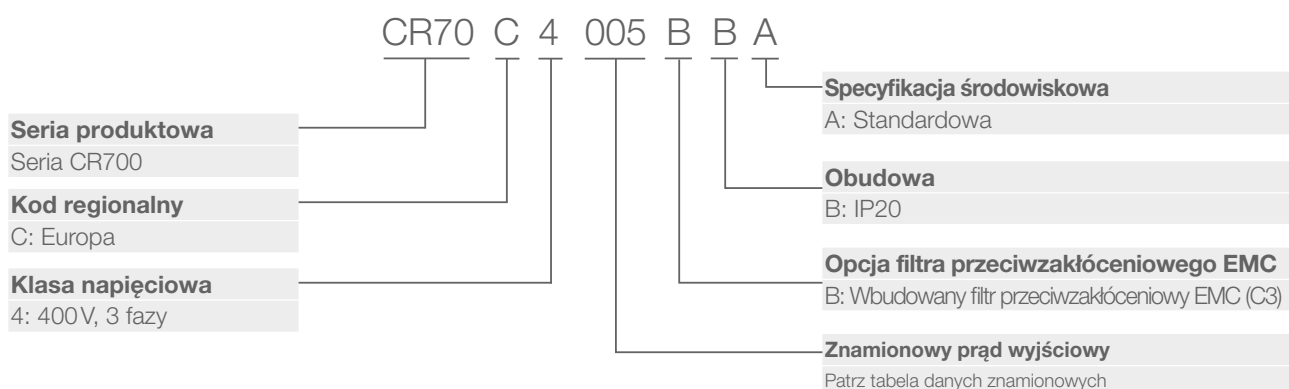 CR70 C 4 005 B B A
Seria produktowa
Seria CR700
Kod regionalny
C: Europa
Klasa napięciowa
4: 400 V, 3 fazy
Specyfikacja środowiskowa
A: Standardowa
Obudowa
B: IP20
Opcja filtra przeciwzakłóceniowego EMC
B: Wbudowany filtr przeciwzakłóceniowy EMC (C3)
Znamionowy prąd wyjściowy
Patrz tabela danych znamionowych